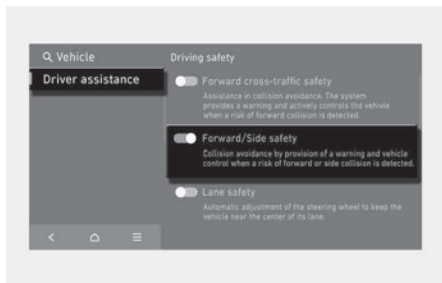 Vehicle
Driving safety
Driver assistance
Forward cross-traffic safety
Assistance in collision avoidance. The system
provides a warning and actively controls thd vehivle
when a risk of forward collision is detected.
Forward/Side safety
Collision avoidance by provision of a warning and vehicle
control when a risk of forward or side collision is detected.
Lane safety
Automatic adjustment of the steering wheel to keep the
vehicle near the center of its lane.